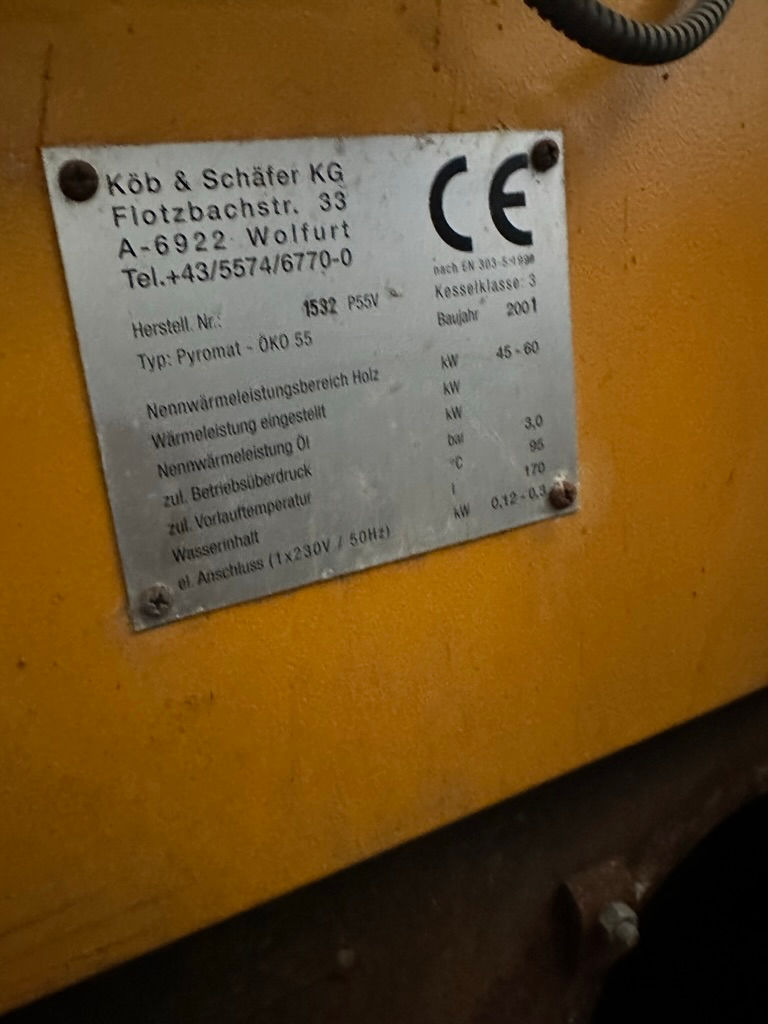 Köb & Schäfer KG
Flotzbachstr. 33
A-6922 Wolfurt
Tel.+43/5574/6770-0
CE
nach EN 303-5:1998
Kesselklasse: 3
Herstell. Nr.: 1532 P55V
Baujahr 2001
Typ: Pyromat - ÖKO 55
Nennwärmeleistungsbereich Holz kW 45 - 60
Wärmeleistung eingestellt kW
Nennwärmeleistung Öl kW
zul. Betriebsüberdruck bar 3,0
zul. Vorlauftemperatur °C 95
Wasserinhalt l 170
el. Anschluss (1x230V / 50Hz) kW 0,12 - 0,3